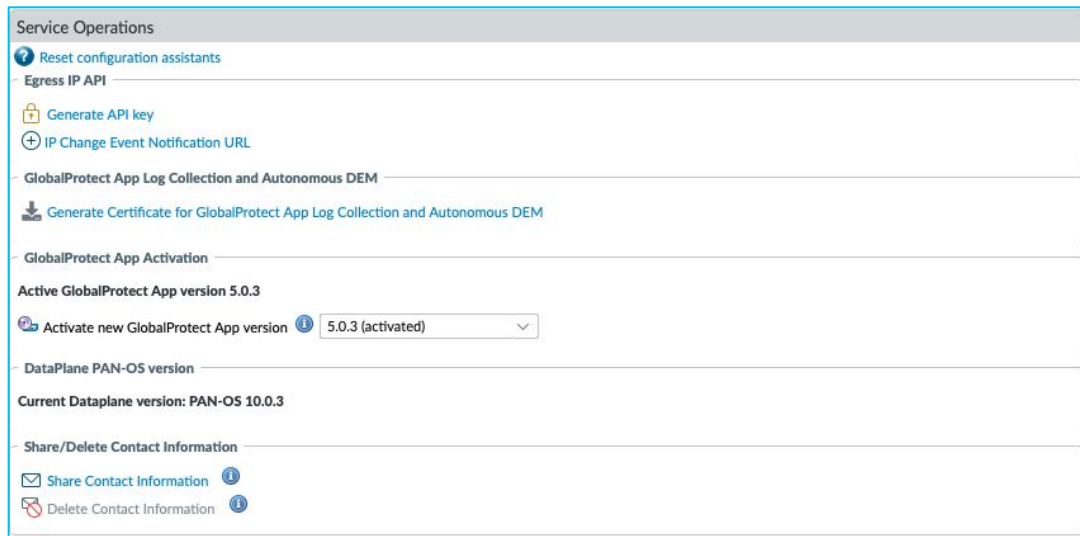 Service Operations
Reset configuration assistants
Egress IP API
Generate API key
IP Change Event Notification URL
GlobalProtect App Log Collection and Autonomous DEM
Generate Certificate for GlobalProtect App Log Collection and Autonomous DEM
GlobalProtect App Activation
Active GlobalProtect App version 5.0.3
Activate new GlobalProtect App version 5.0.3 (activated)
DataPlane PAN-OS version
Current Dataplane version: PAN-OS 10.0.3
Share/Delete Contact Information
Share Contact Information
Delete Contact Information